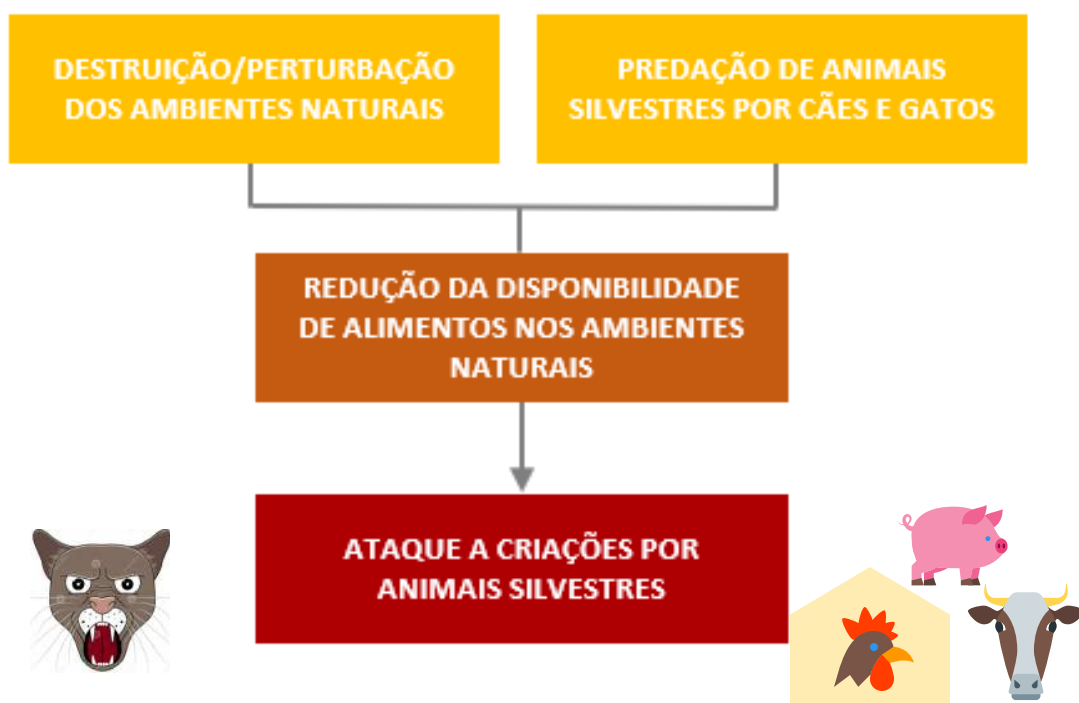 DESTRUIÇÃO/PERTURBAÇÃO
DOS AMBIENTES NATURAIS
PREDAÇÃO DE ANIMAIS
SILVESTRES POR CÃES E GATOS
REDUÇÃO DA DISPONIBILIDADE
DE ALIMENTOS NOS AMBIENTES
NATURAIS
ATAQUE A CRIAÇÕES POR
ANIMAIS SILVESTRES